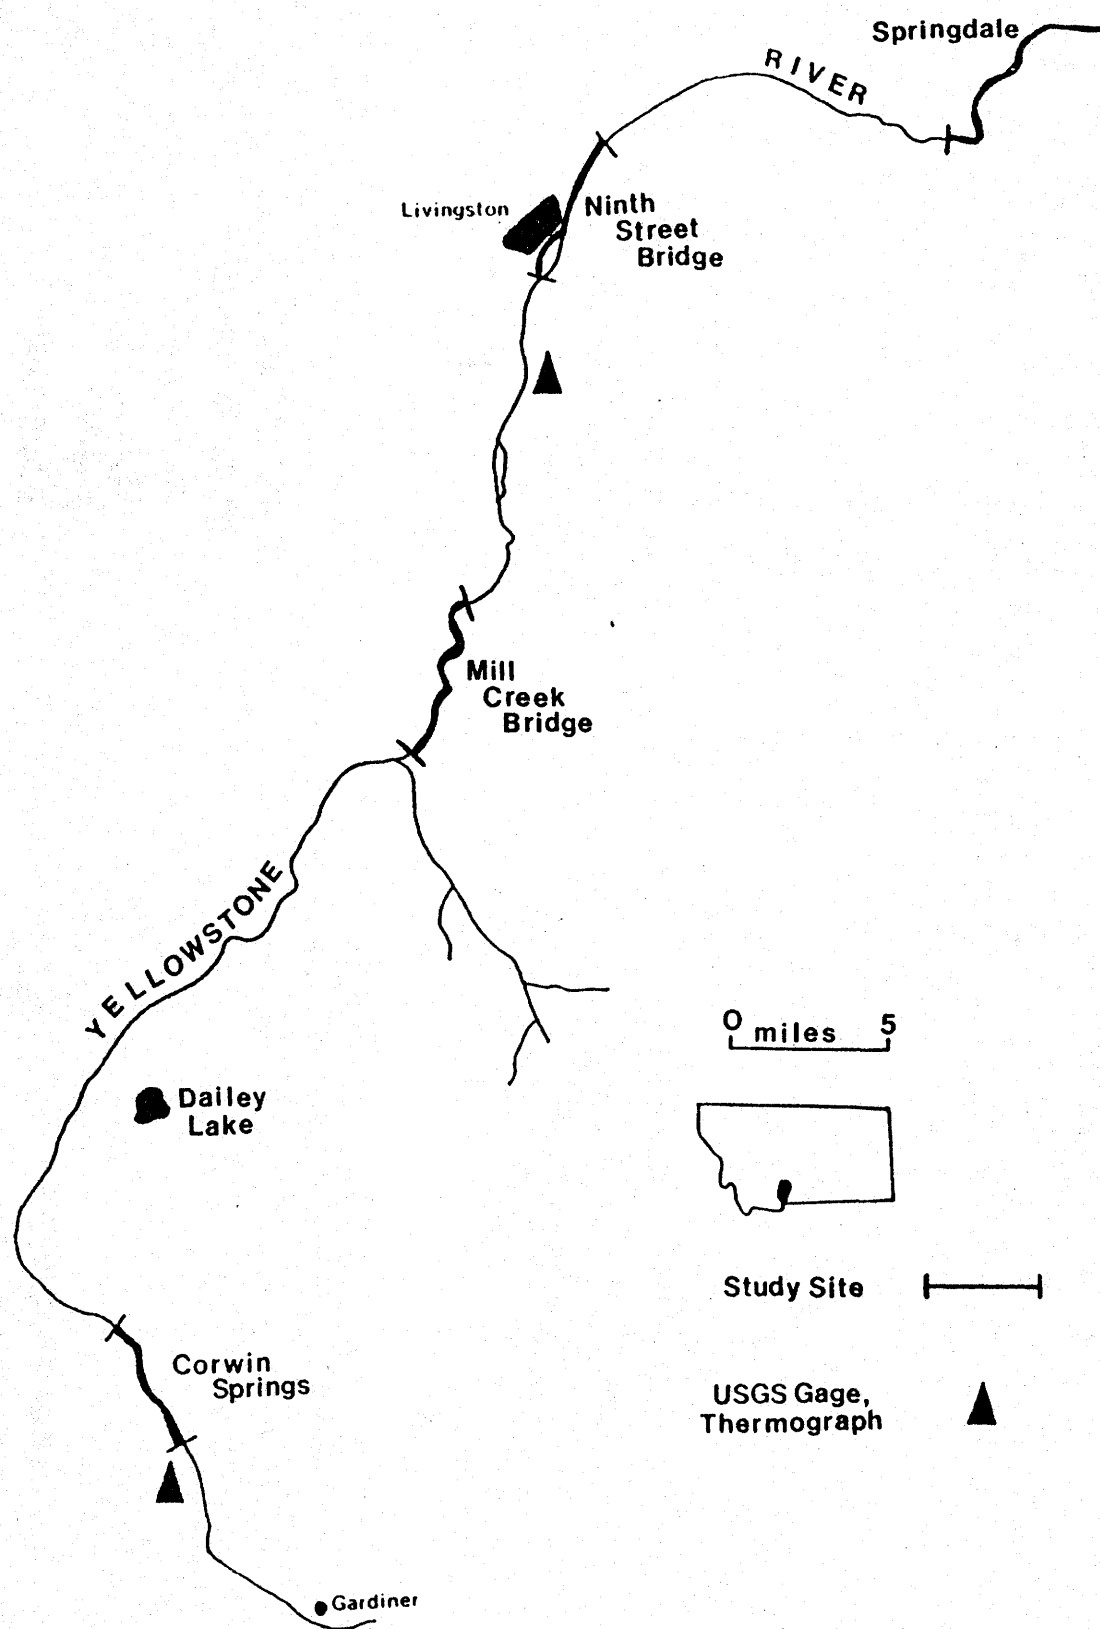 Springdale
RIVER
Livingston
Ninth
Street
Bridge
Mill
Creek
Bridge
YELLOWSTONE
0 miles 5
Dailey
Lake
Study Site
Corwin
Springs
USGS Gage,
Thermograph
Gardiner